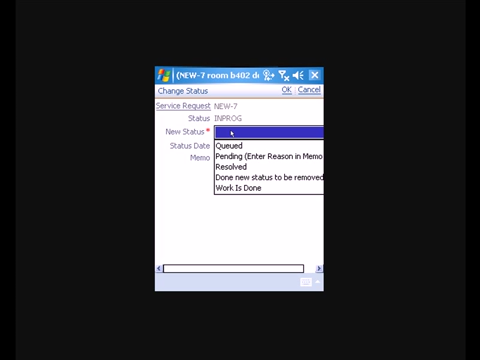 (NEW-7 room b402 d
Change Status OK Cancel
Service Request NEW-7
Status INPROG
New Status *
Status Date
Memo
Queued
Pending (Enter Reason in Memo
Resolved
Done new status to be removed
Work Is Done